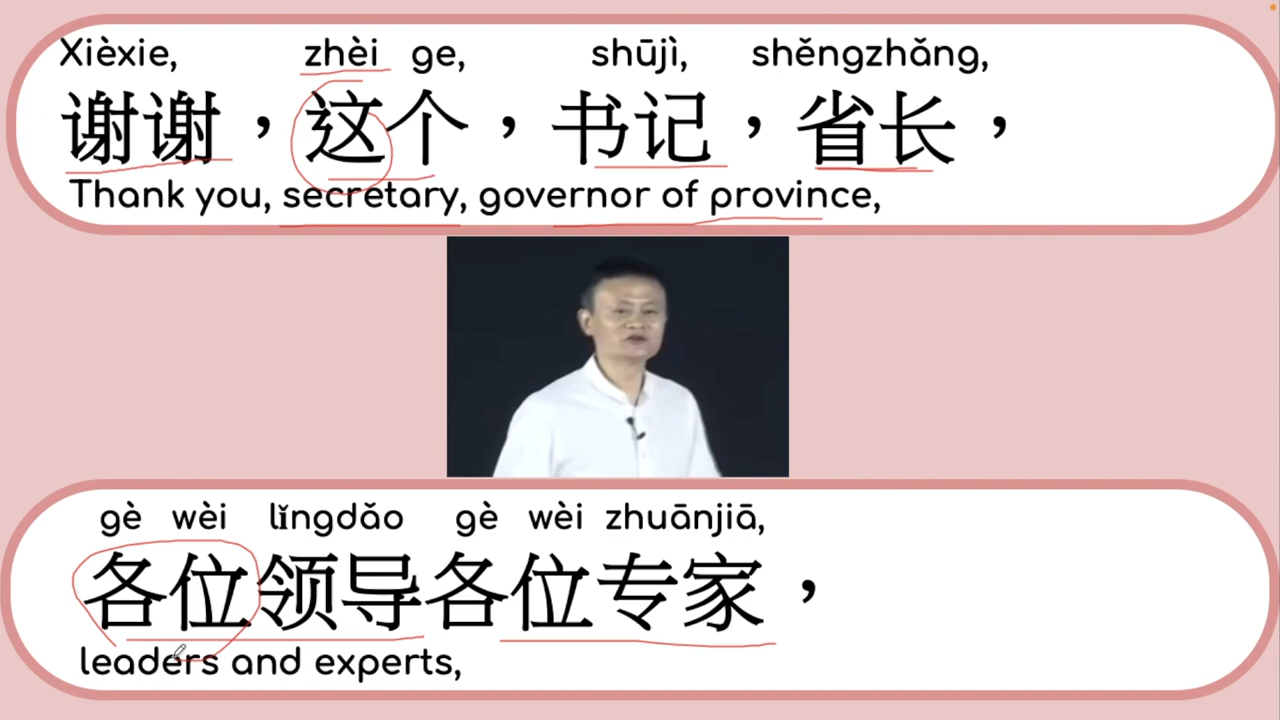 Xièxie, zhèi ge, shūjì, shěngzhǎng,
谢谢，这个，书记，省长，
Thank you, secretary, governor of province,
gè wèi lǐngdǎo gè wèi zhuānjiā,
各位领导各位专家，
leaders and experts,